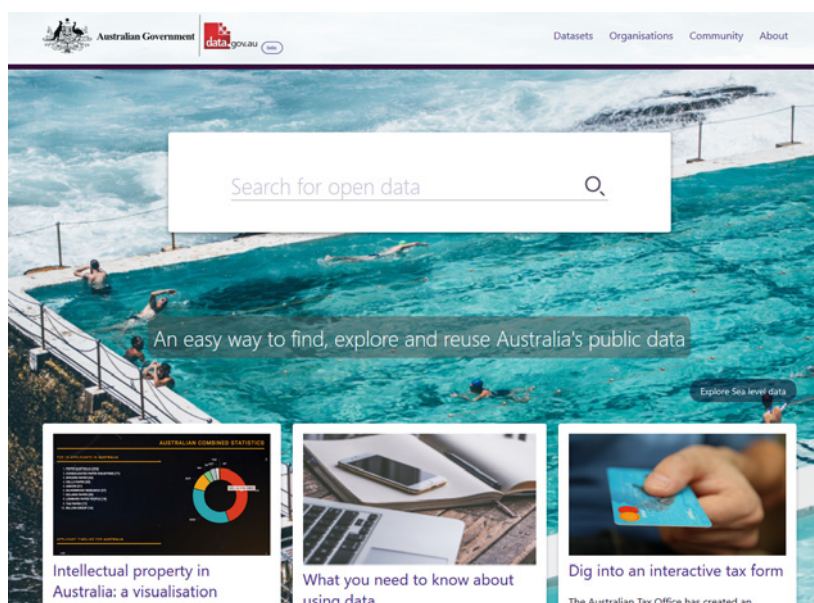 Australian Government
data.gov.au
beta
Datasets Organisations Community About
Search for open data
An easy way to find, explore and reuse Australia's public data
Explore Sea level data
AUSTRALIAN COMBINED STATISTICS
Intellectual property in
Australia: a visualisation
What you need to know about
using data
Dig into an interactive tax form
The Australian Tax Office has created an